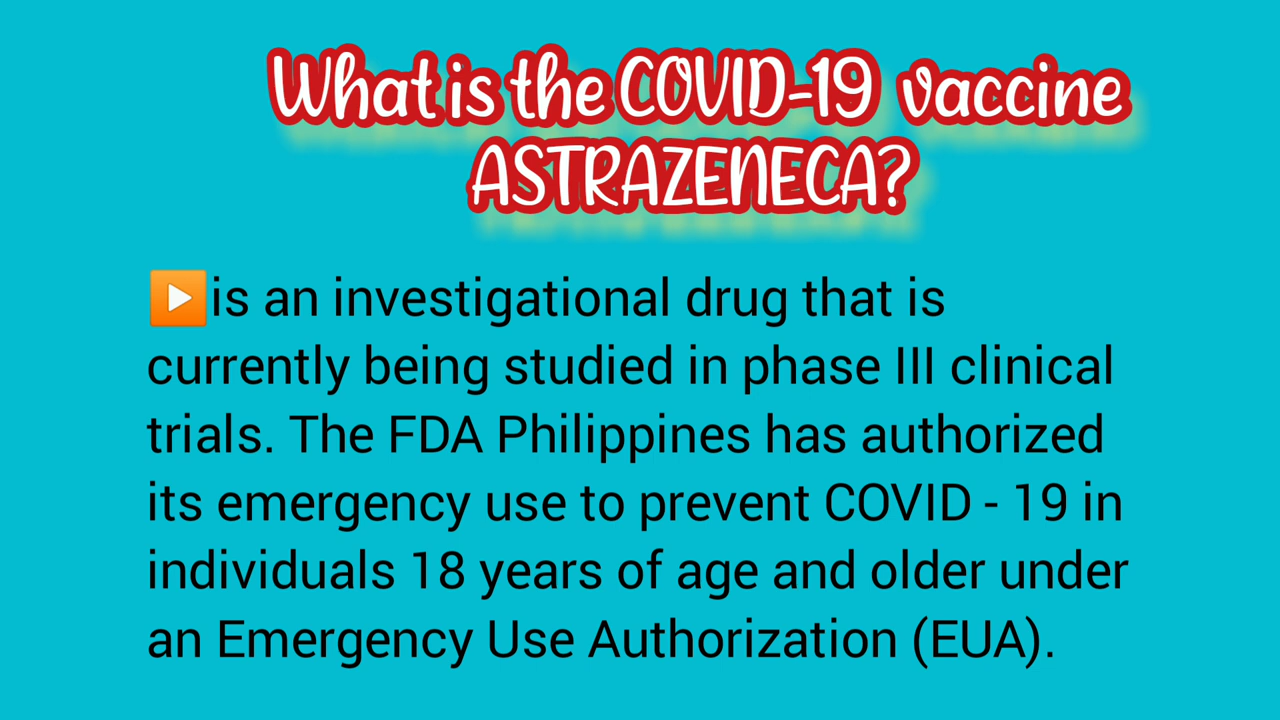 What is the COVID-19 vaccine
ASTRAZENECA?
▶️is an investigational drug that is
currently being studied in phase III clinical
trials. The FDA Philippines has authorized
its emergency use to prevent COVID - 19 in
individuals 18 years of age and older under
an Emergency Use Authorization (EUA).